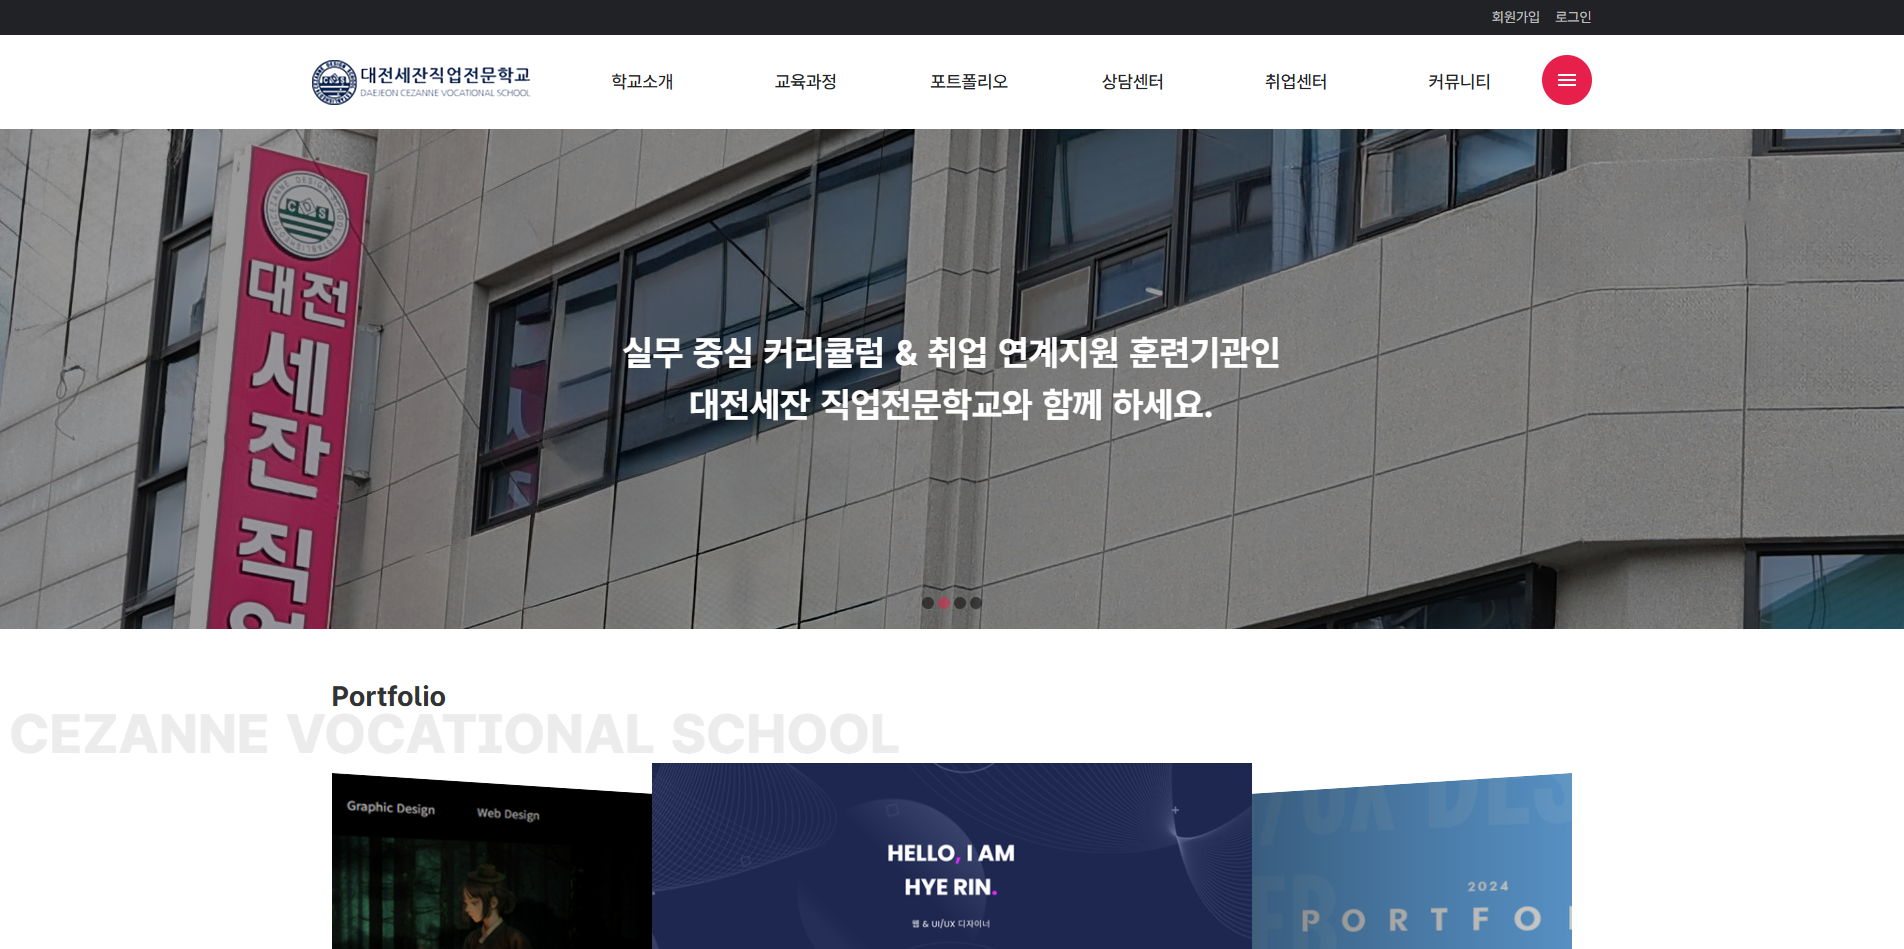 회원가입 로그인
대전세잔직업전문학교
DAEJEON CEZANNE VOCATIONAL SCHOOL
학교소개 교육과정 포트폴리오 상담센터 취업센터 커뮤니티
CDS
대전
세잔
직
실무 중심 커리큘럼 & 취업 연계지원 훈련기관인
대전세잔 직업전문학교와 함께 하세요.
Portfolio
CEZANNE VOCATIONAL SCHOOL
Graphic Design Web Design
HELLO, I AM
HYE RIN.
웹 & UI/UX 디자이너
/UX DES
ER
2024
PORTFO